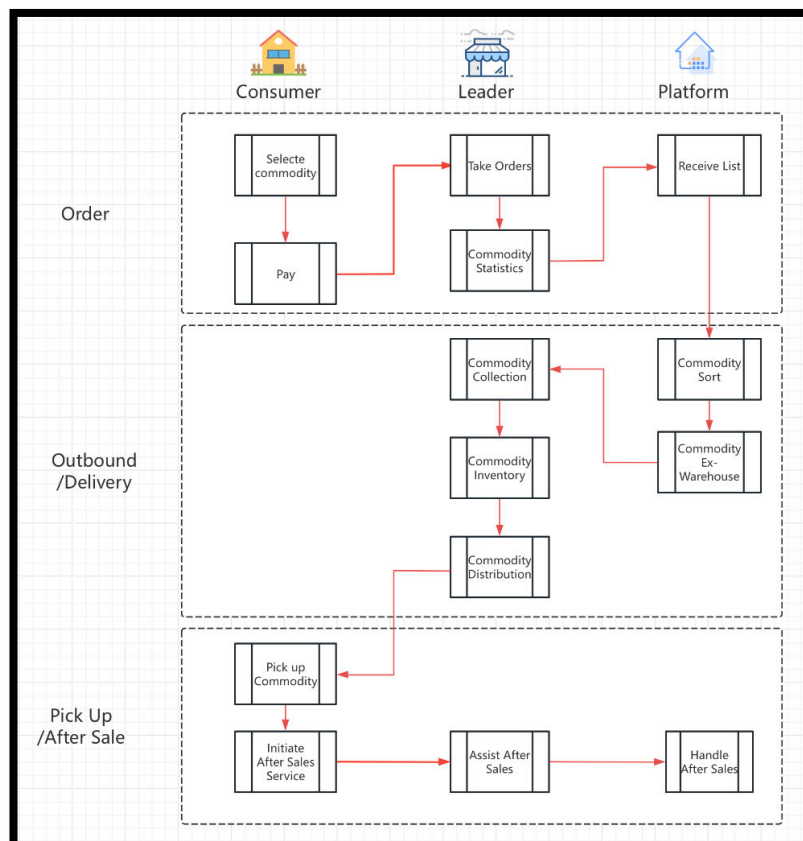 Consumer
Leader
Platform
Order
Selecte
commodity
Take Orders
Receive List
Pay
Commodity
Statistics
Outbound
/Delivery
Commodity
Collection
Commodity
Sort
Commodity
Inventory
Commodity
Ex-
Warehouse
Commodity
Distribution
Pick Up
/After Sale
Pick up
Commodity
Initiate
After Sales
Service
Assist After
Sales
Handle
After Sales